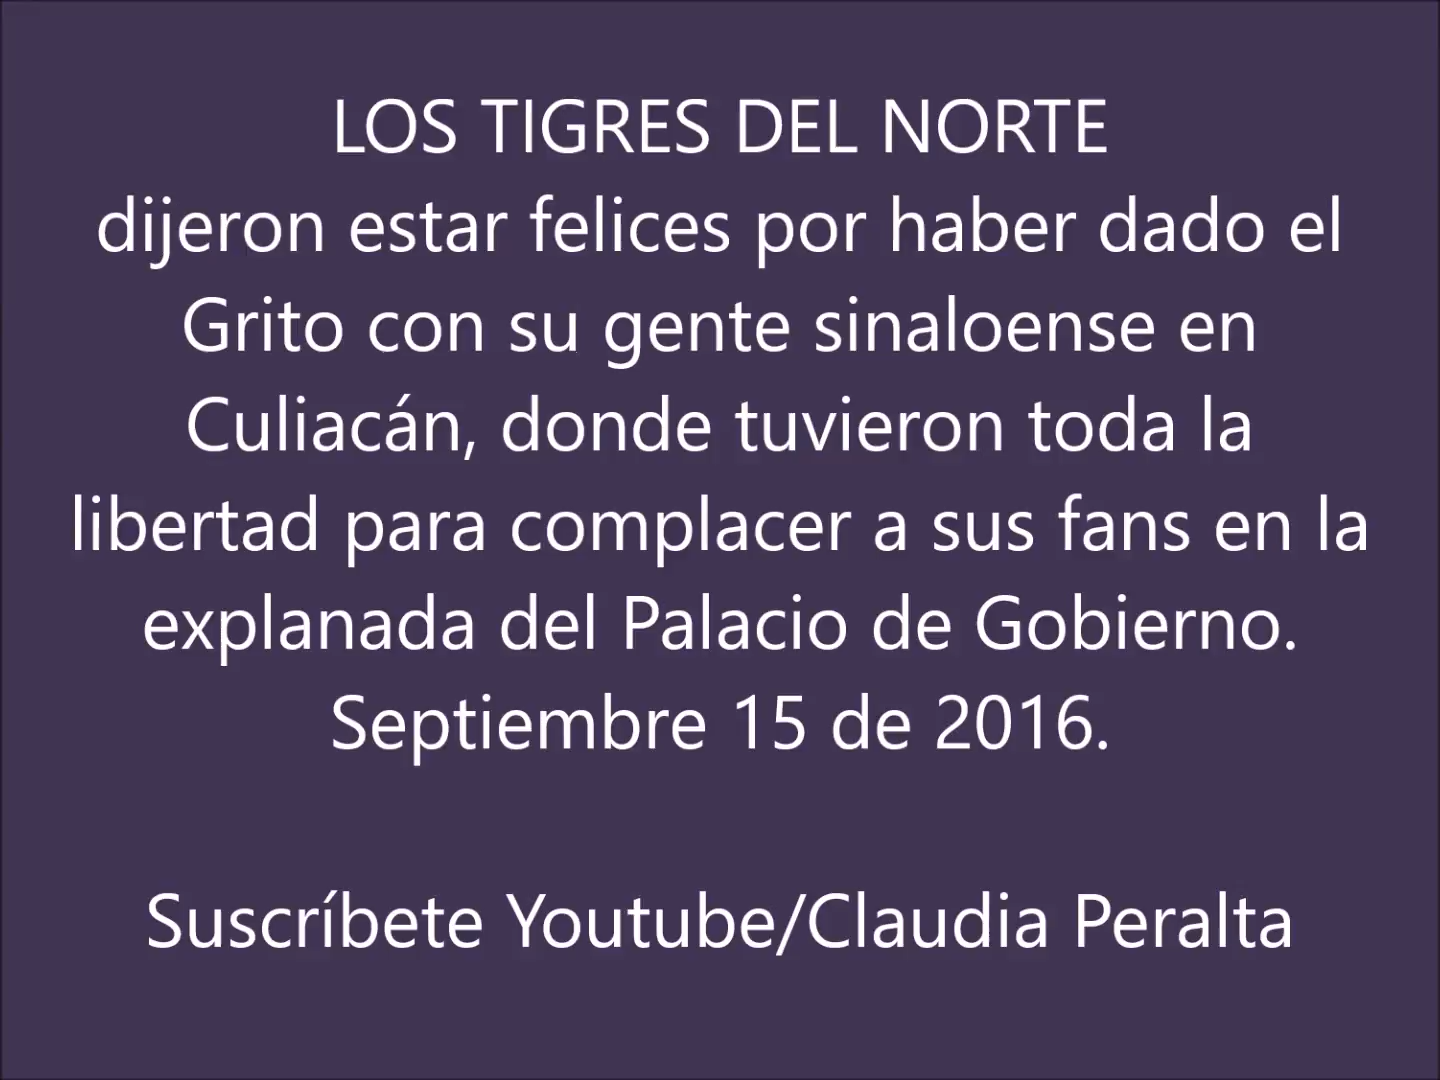 LOS TIGRES DEL NORTE
dijeron estar felices por haber dado el
Grito con su gente sinaloense en
Culiacán, donde tuvieron toda la
libertad para complacer a sus fans en la
explanada del Palacio de Gobierno.
Septiembre 15 de 2016.
Suscríbete Youtube/Claudia Peralta